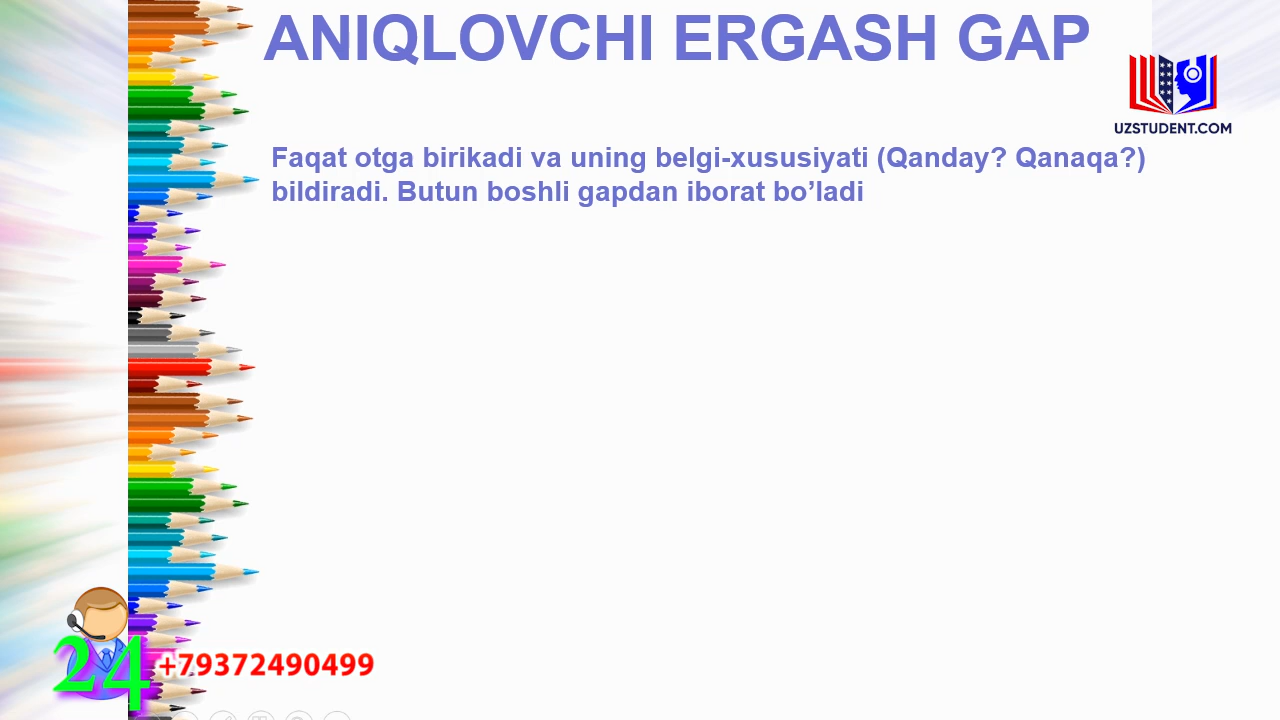 ANIQLOVCHI ERGASH GAP
UZSTUDENT.COM
Faqat otga birikadi va uning belgi-xususiyati (Qanday? Qanaqa?)
bildiradi. Butun boshli gapdan iborat bo’ladi
24
+79372490499